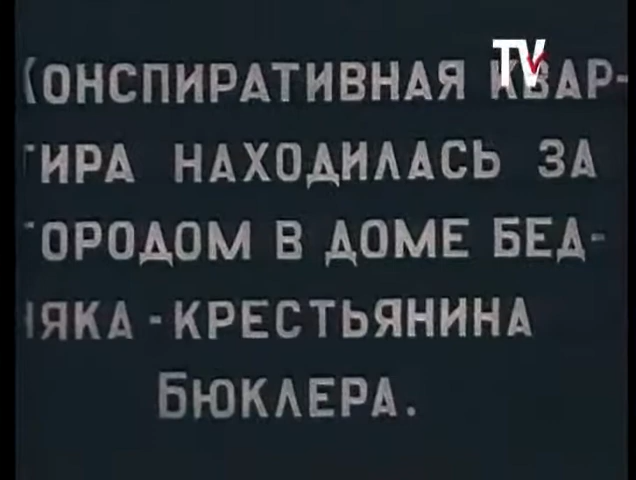 КОНСПИРАТИВНАЯ КВАР-
ТИРА НАХОДИЛАСЬ ЗА
ГОРОДОМ В ДОМЕ БЕД-
НЯКА-КРЕСТЬЯНИНА
БЮКЛЕРА.
TV